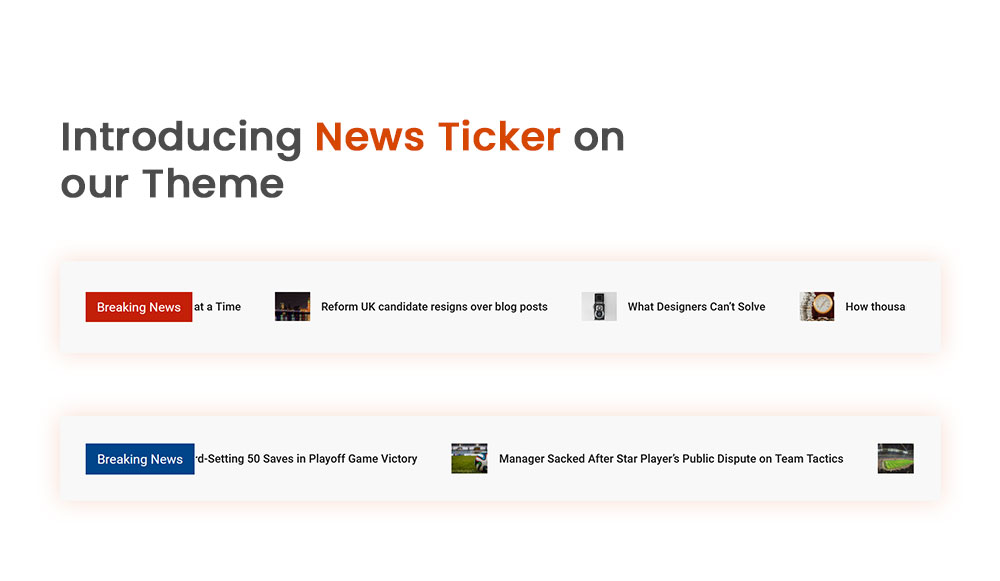 Introducing News Ticker on
our Theme
Breaking News at a Time Reform UK candidate resigns over blog posts What Designers Can't Solve How thousa
Breaking News rd-Setting 50 Saves in Playoff Game Victory Manager Sacked After Star Player's Public Dispute on Team Tactics